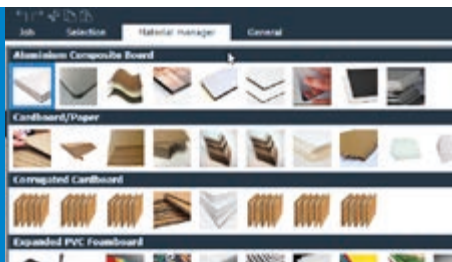 Job Selection Material manager General
Aluminium Composite Board
Cardboard/Paper
Corrugated Cardboard
Expanded PVC Foamboard